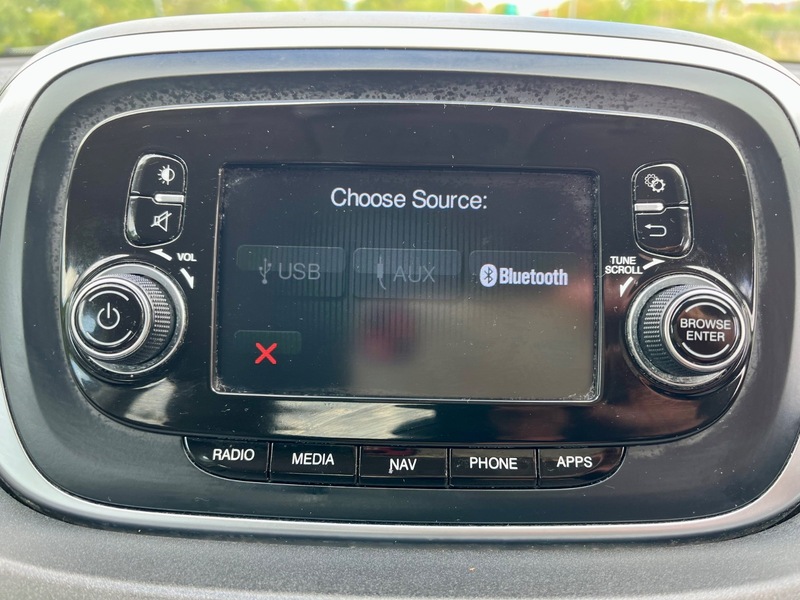 Choose Source:
USB
AUX
Bluetooth
VOL
TUNE
SCROLL
BROWSE
ENTER
RADIO
MEDIA
NAV
PHONE
APPS